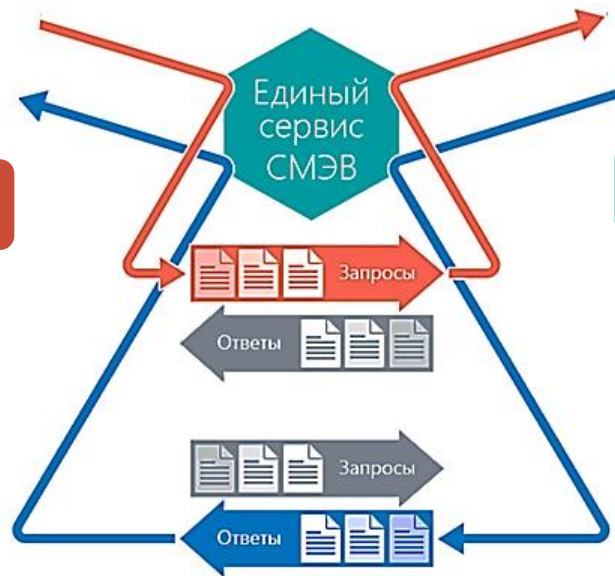 Единый
сервис
СМЭВ
Запросы
Ответы
Запросы
Ответы